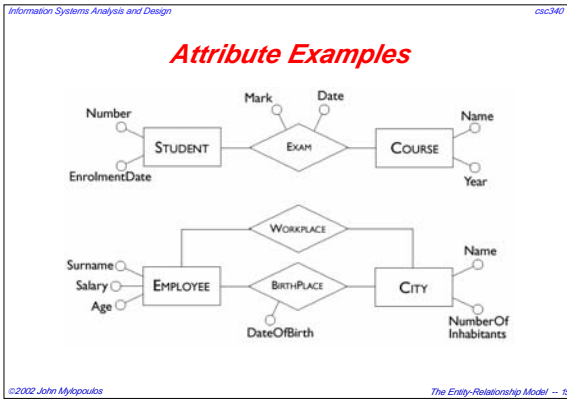 Information Systems Analysis and Design csc340
Attribute Examples
Mark Date
Number Name
STUDENT EXAM COURSE
EnrolmentDate Year
WORKPLACE
Surname Name
Salary EMPLOYEE BIRTHPLACE CITY
Age
DateOfBirth NumberOf
Inhabitants
©2002 John Mylopoulos The Entity-Relationship Model -- 15